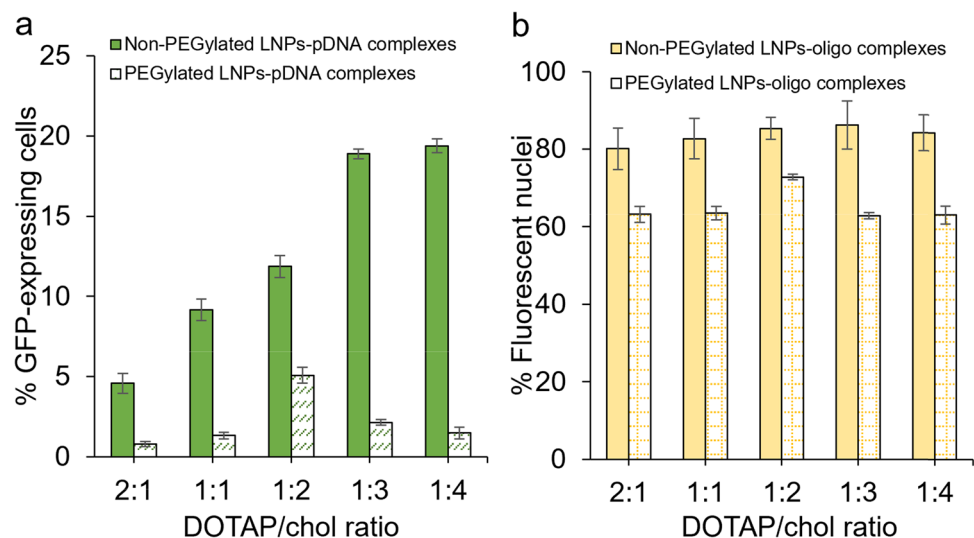 a
Non-PEGylated LNPs-pDNA complexes
PEGylated LNPs-pDNA complexes
% GFP-expressing cells
25
20
15
10
5
0
2:1 1:1 1:2 1:3 1:4
DOTAP/chol ratio
b
Non-PEGylated LNPs-oligo complexes
PEGylated LNPs-oligo complexes
% Fluorescent nuclei
100
80
60
40
20
0
2:1 1:1 1:2 1:3 1:4
DOTAP/chol ratio